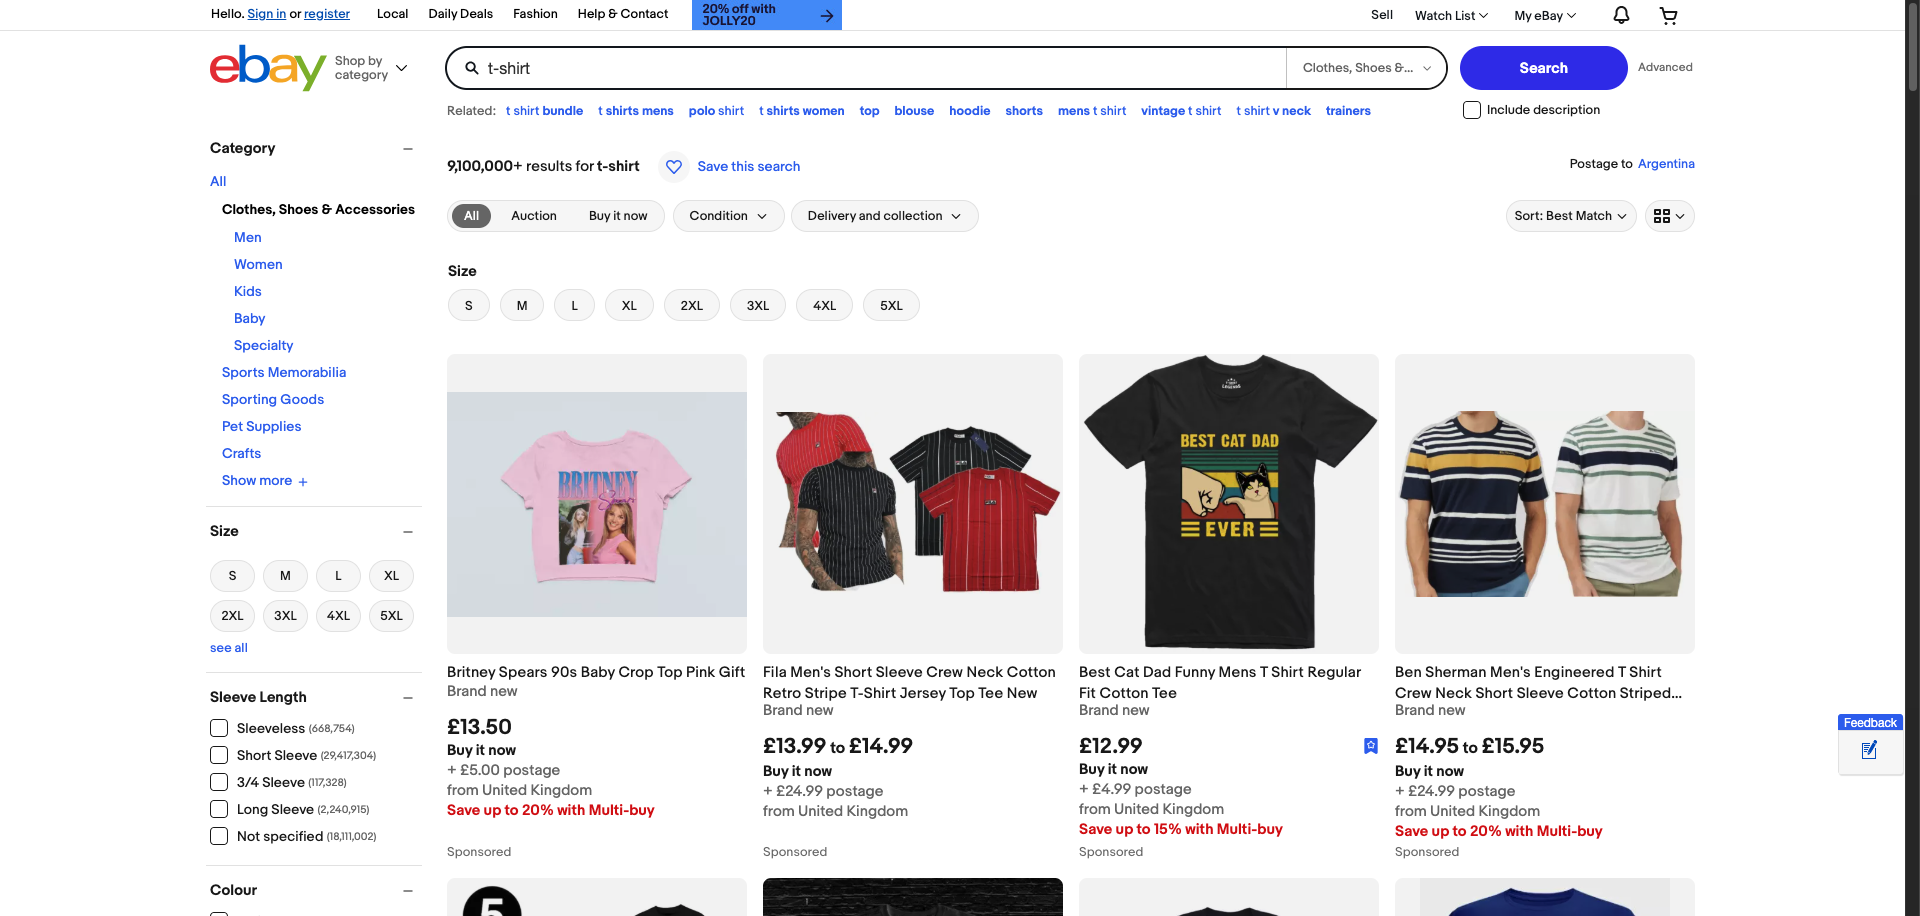 Hello. Sign in or register
Local
Daily Deals
Fashion
Help & Contact
20% off with
JOLLY20
Sell
Watch List
My eBay
ebay
Shop by
category
t-shirt
Clothes, Shoes &...
Search
Advanced
Related: t shirt bundle t shirts mens polo shirt t shirts women top blouse hoodie shorts mens t shirt vintage t shirt t shirt v neck trainers
Include description
Category
All
Clothes, Shoes & Accessories
Men
Women
Kids
Baby
Specialty
Sports Memorabilia
Sporting Goods
Pet Supplies
Crafts
Show more
Size
S
M
L
XL
2XL
3XL
4XL
5XL
see all
Sleeve Length
Sleeveless (668,754)
Short Sleeve (29,417,304)
3/4 Sleeve (117,328)
Long Sleeve (2,240,915)
Not specified (18,111,002)
Colour
9,100,000+ results for t-shirt
Save this search
Postage to Argentina
All
Auction
Buy it now
Condition
Delivery and collection
Sort: Best Match
Size
S
M
L
XL
2XL
3XL
4XL
5XL
BRITNEY
Britney Spears 90s Baby Crop Top Pink Gift
Brand new
£13.50
Buy it now
+ £5.00 postage
from United Kingdom
Save up to 20% with Multi-buy
Sponsored
Fila Men's Short Sleeve Crew Neck Cotton
Retro Stripe T-Shirt Jersey Top Tee New
Brand new
£13.99 to £14.99
Buy it now
+ £24.99 postage
from United Kingdom
Sponsored
BEST CAT DAD
EVER
Best Cat Dad Funny Mens T Shirt Regular
Fit Cotton Tee
Brand new
£12.99
Buy it now
+ £4.99 postage
from United Kingdom
Save up to 15% with Multi-buy
Sponsored
Ben Sherman Men's Engineered T Shirt
Crew Neck Short Sleeve Cotton Striped...
Brand new
£14.95 to £15.95
Buy it now
+ £24.99 postage
from United Kingdom
Save up to 20% with Multi-buy
Sponsored
Feedback
5